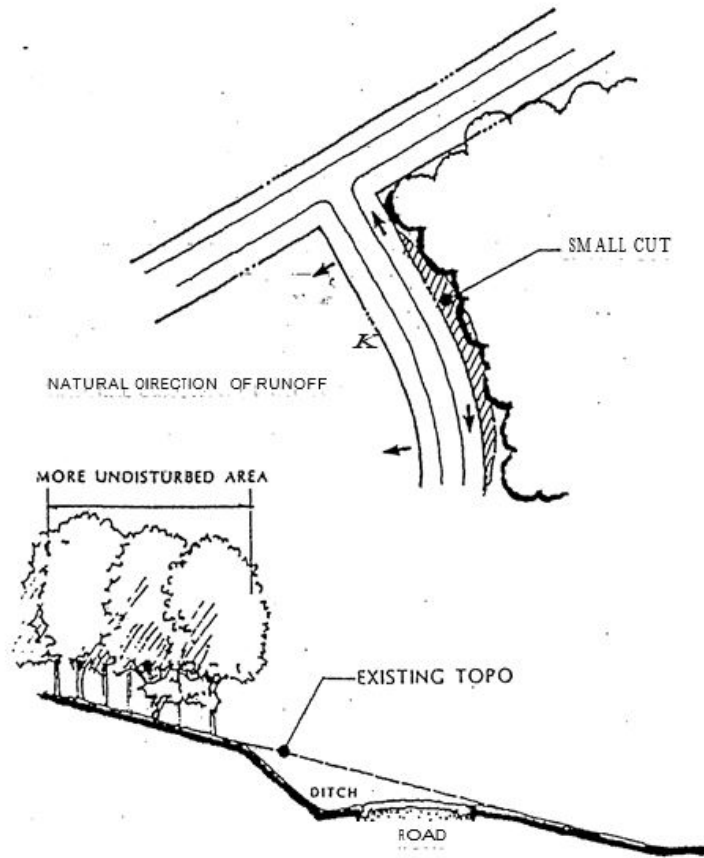 SMALL CUT
K
NATURAL DIRECTION OF RUNOFF
MORE UNDISTURBED AREA
EXISTING TOPO
DITCH
ROAD